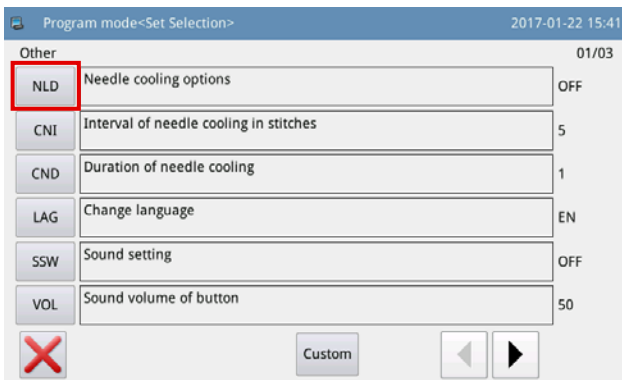 Program mode<Set Selection> 2017-01-22 15:41
Other 01/03
NLD Needle cooling options OFF
CNI Interval of needle cooling in stitches 5
CND Duration of needle cooling 1
LAG Change language EN
SSW Sound setting OFF
VOL Sound volume of button 50
Custom